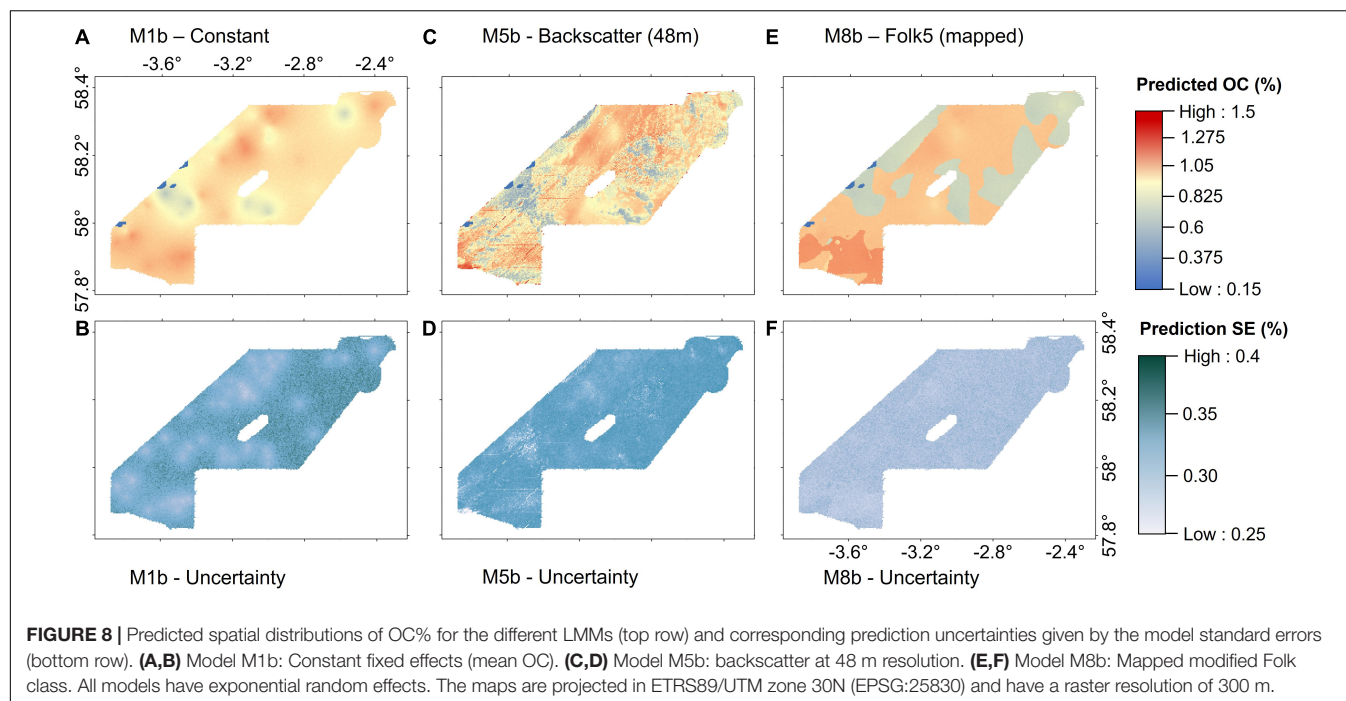 A M1b – Constant
C M5b - Backscatter (48m)
E M8b – Folk5 (mapped)
-3.6° -3.2° -2.8° -2.4°
58.4°
58.2°
58°
57.8°
Predicted OC (%)
High : 1.5
1.275
1.05
0.825
0.6
0.375
Low : 0.15
B
D
F
58.4°
58.2°
58°
57.8°
Prediction SE (%)
High : 0.4
0.35
0.30
Low : 0.25
-3.6° -3.2° -2.8° -2.4°
M1b - Uncertainty
M5b - Uncertainty
M8b - Uncertainty
FIGURE 8 | Predicted spatial distributions of OC% for the different LMMs (top row) and corresponding prediction uncertainties given by the model standard errors
(bottom row). (A,B) Model M1b: Constant fixed effects (mean OC). (C,D) Model M5b: backscatter at 48 m resolution. (E,F) Model M8b: Mapped modified Folk
class. All models have exponential random effects. The maps are projected in ETRS89/UTM zone 30N (EPSG:25830) and have a raster resolution of 300 m.